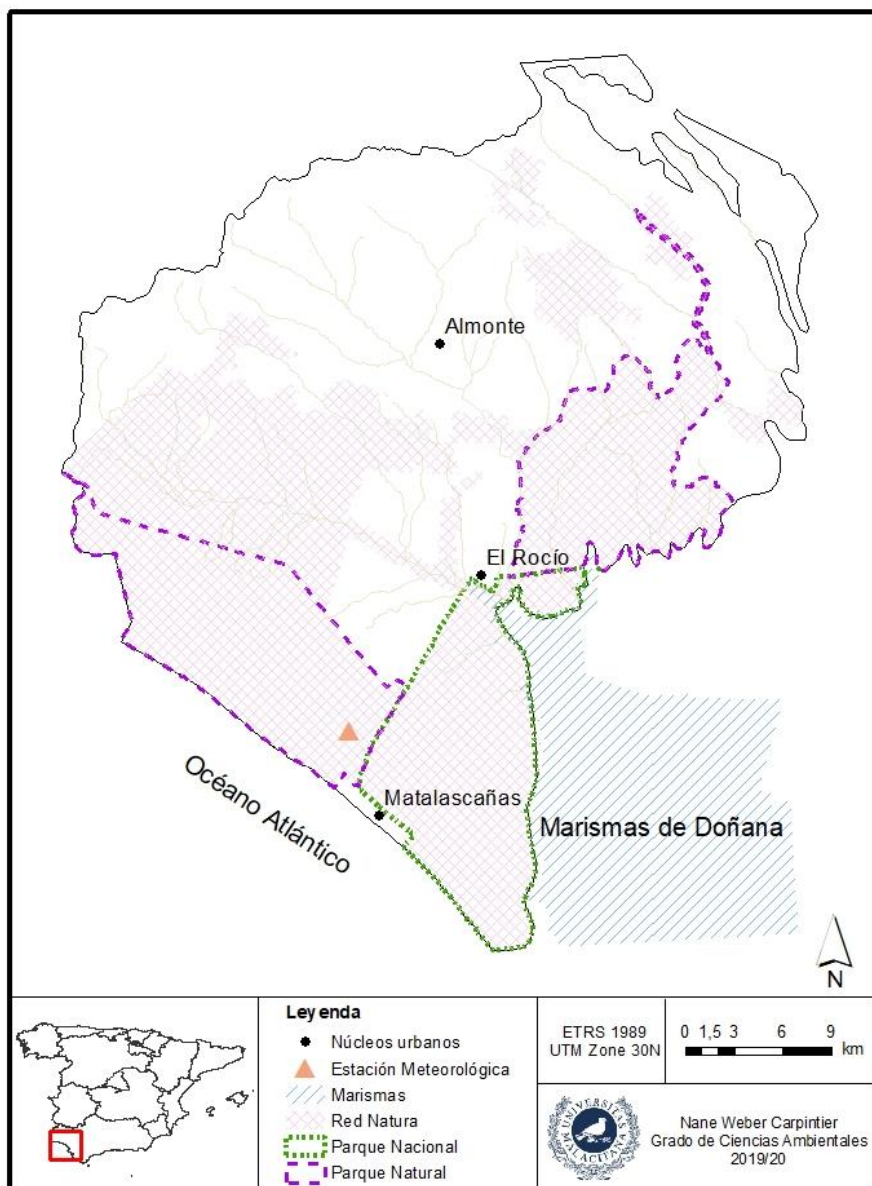 Almonte
El Rocío
Matalascañas
Océano Atlántico
Marismas de Doñana
N
Leyenda
Núcleos urbanos
Estación Meteorológica
Marismas
Red Natura
Parque Nacional
Parque Natural
ETRS 1989
UTM Zone 30N
0 1,5 3 6 9
km
UNIVERSITAS
MALACITANA
Nane Weber Carpintier
Grado de Ciencias Ambientales
2019/20